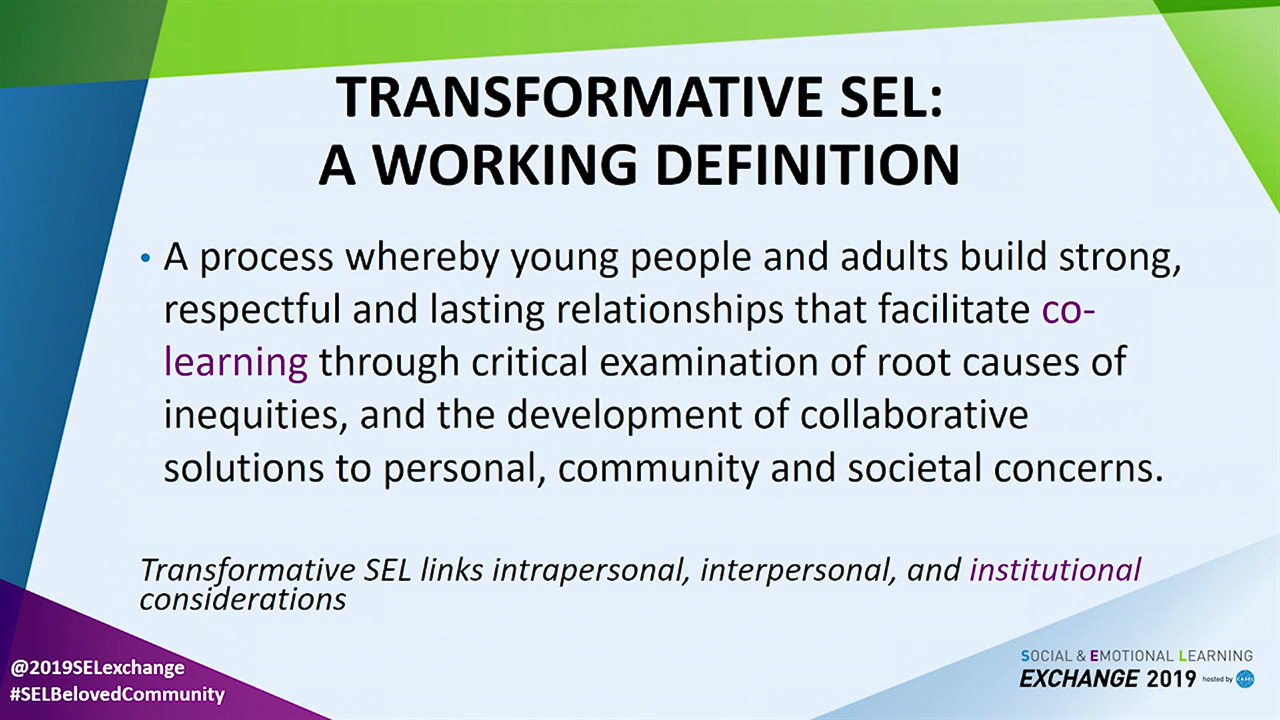 TRANSFORMATIVE SEL:
A WORKING DEFINITION
• A process whereby young people and adults build strong,
respectful and lasting relationships that facilitate co-
learning through critical examination of root causes of
inequities, and the development of collaborative
solutions to personal, community and societal concerns.
Transformative SEL links intrapersonal, interpersonal, and institutional
considerations
@2019SELexchange
#SELBelovedCommunity
SOCIAL & EMOTIONAL LEARNING
EXCHANGE 2019 hosted by CASEL